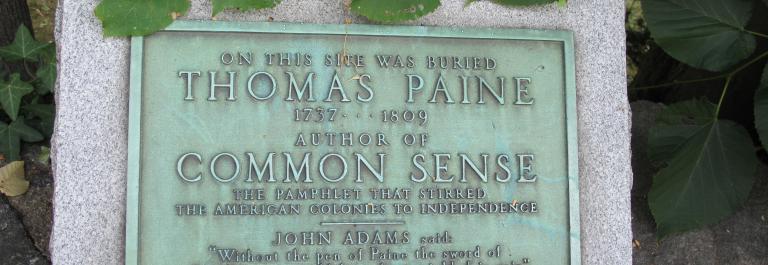 ON THIS SITE WAS BURIED
THOMAS PAINE
1737 · · · 1809
AUTHOR OF
COMMON SENSE
THE PAMPHLET THAT STIRRED
THE AMERICAN COLONIES TO INDEPENDENCE
JOHN ADAMS said:
"Without the pen of Paine the sword of